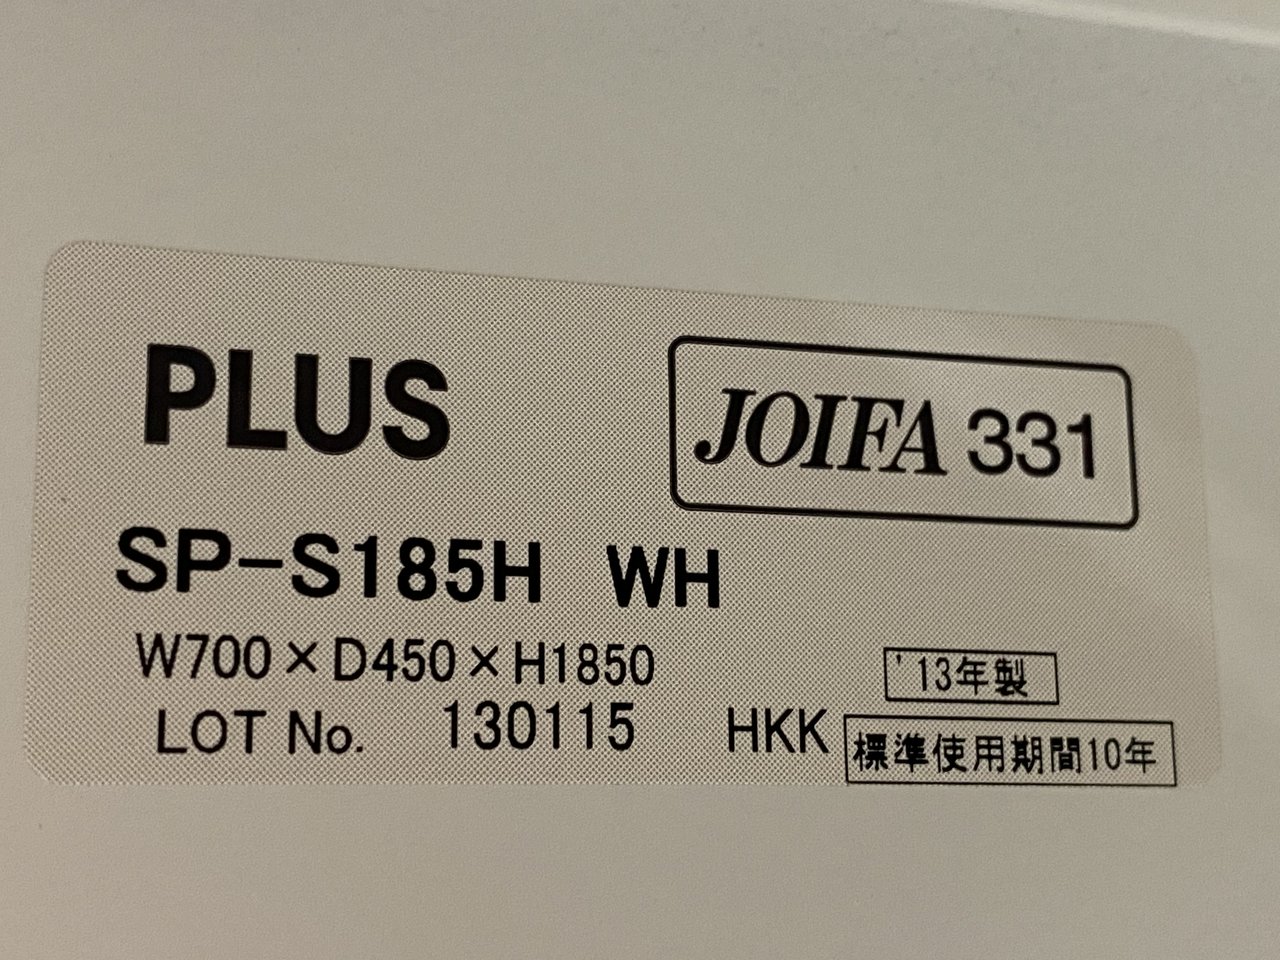 PLUS JOIFA 331
SP-S185H WH
W700×D450×H1850 '13年製
LOT No. 130115 HKK 標準使用期間10年